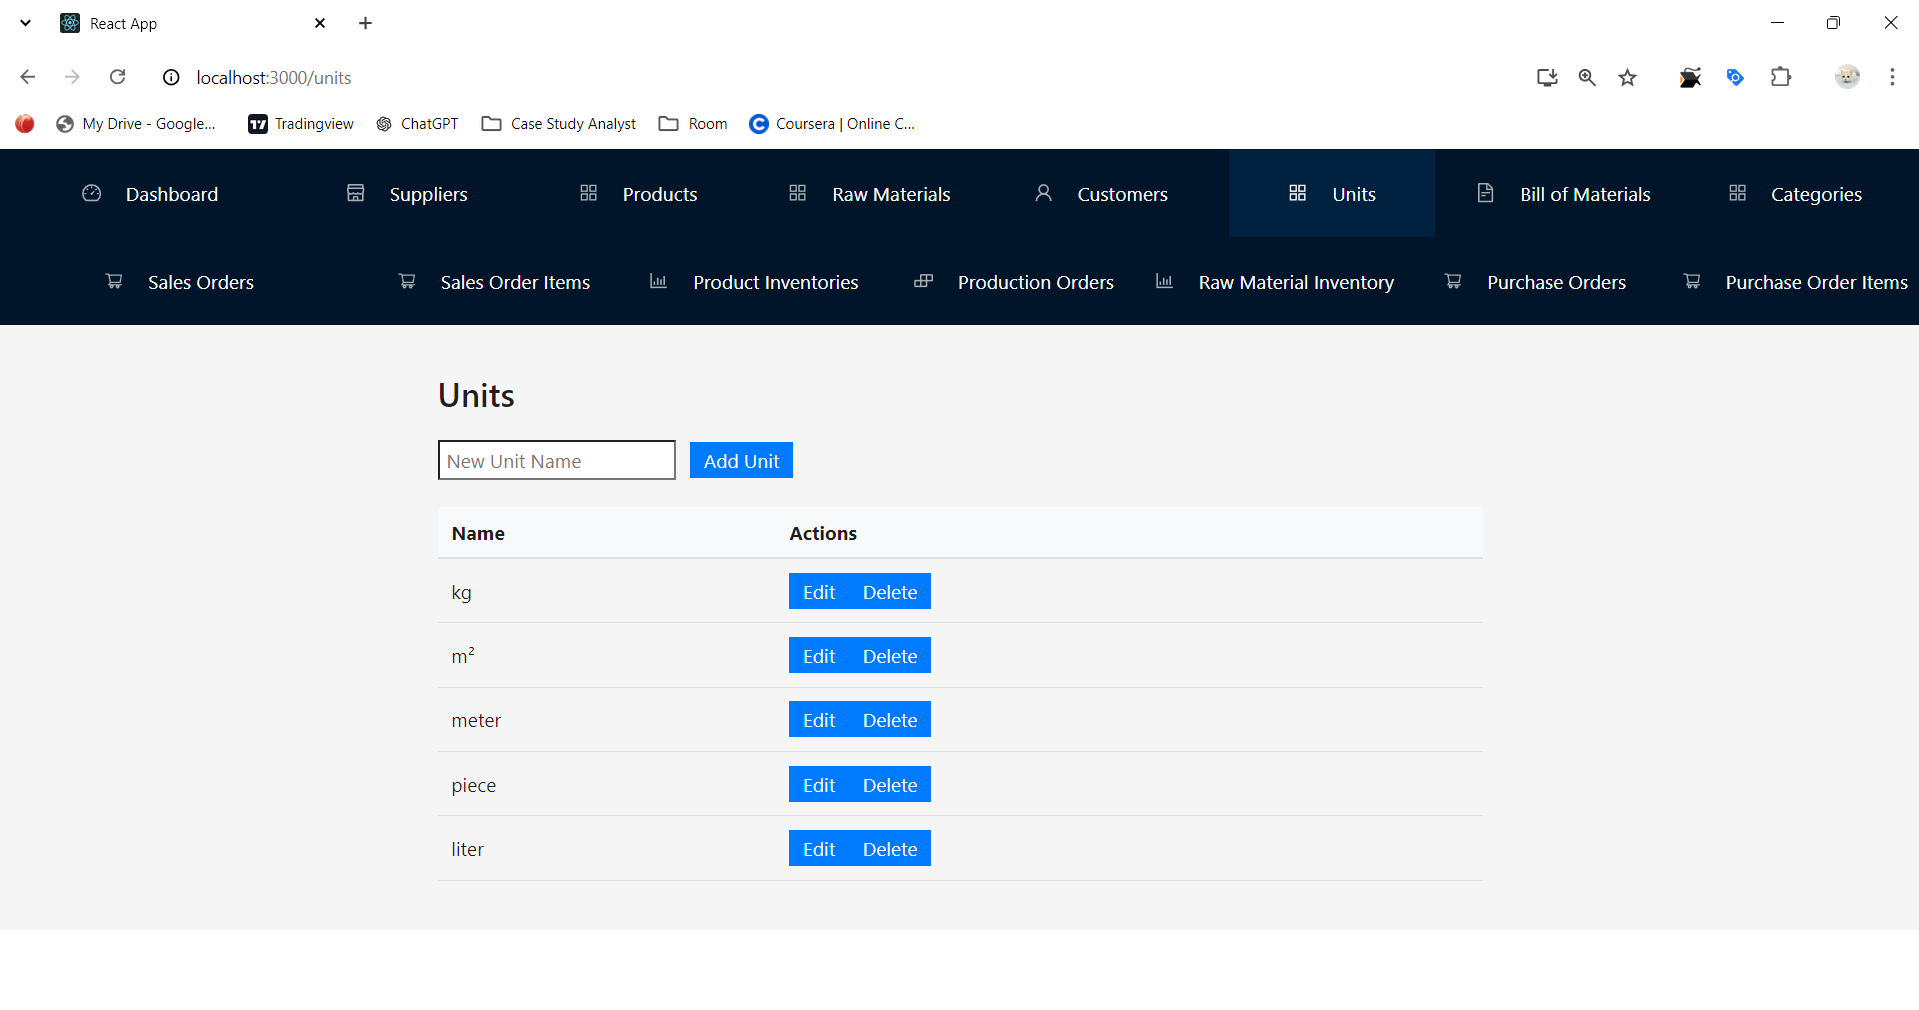 React App
localhost:3000/units
My Drive - Google... Tradingview ChatGPT Case Study Analyst Room Coursera | Online C...
Dashboard Suppliers Products Raw Materials Customers Units Bill of Materials Categories
Sales Orders Sales Order Items Product Inventories Production Orders Raw Material Inventory Purchase Orders Purchase Order Items
Units
New Unit Name Add Unit
Name Actions
kg Edit Delete
m² Edit Delete
meter Edit Delete
piece Edit Delete
liter Edit Delete